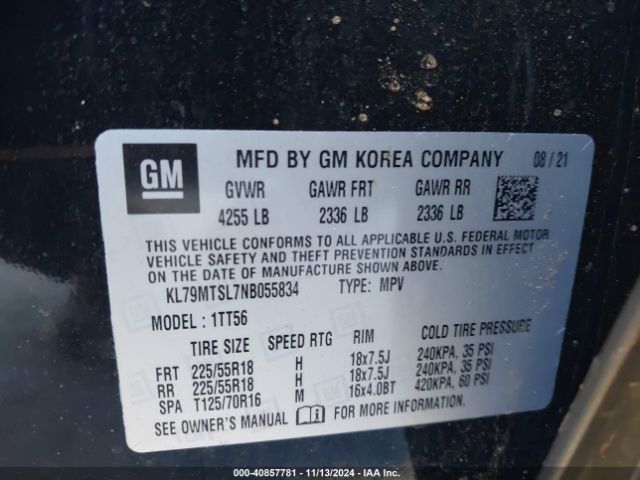 GM MFD BY GM KOREA COMPANY 08/21
GVWR GAWR FRT GAWR RR
4255 LB 2336 LB 2336 LB
THIS VEHICLE CONFORMS TO ALL APPLICABLE U.S. FEDERAL MOTOR
VEHICLE SAFETY AND THEFT PREVENTION STANDARDS IN EFFECT
ON THE DATE OF MANUFACTURE SHOWN ABOVE.
KL79MTSL7NB055834 TYPE: MPV
MODEL: 1TT56
TIRE SIZE SPEED RTG RIM COLD TIRE PRESSURE
FRT 225/55R18 H 18x7.5J 240KPA, 35 PSI
RR 225/55R18 H 18x7.5J 240KPA, 35 PSI
SPA T125/70R16 M 16x4.0BT 420KPA, 60 PSI
SEE OWNER'S MANUAL FOR MORE INFORMATION.
000-40857781 - 11/13/2024 - IAA Inc.